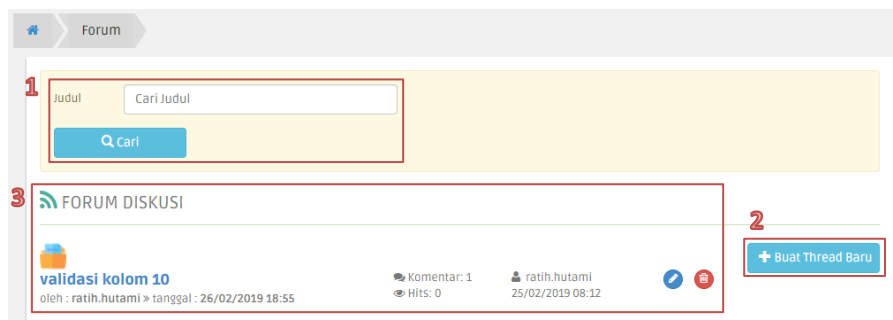 Forum
1
Judul
Cari Judul
Cari
3
FORUM DISKUSI
2
Buat Thread Baru
validasi kolom 10
oleh : ratih.hutami » tanggal : 26/02/2019 18:55
Komentar: 1
Hits: 0
ratih.hutami
25/02/2019 08:12